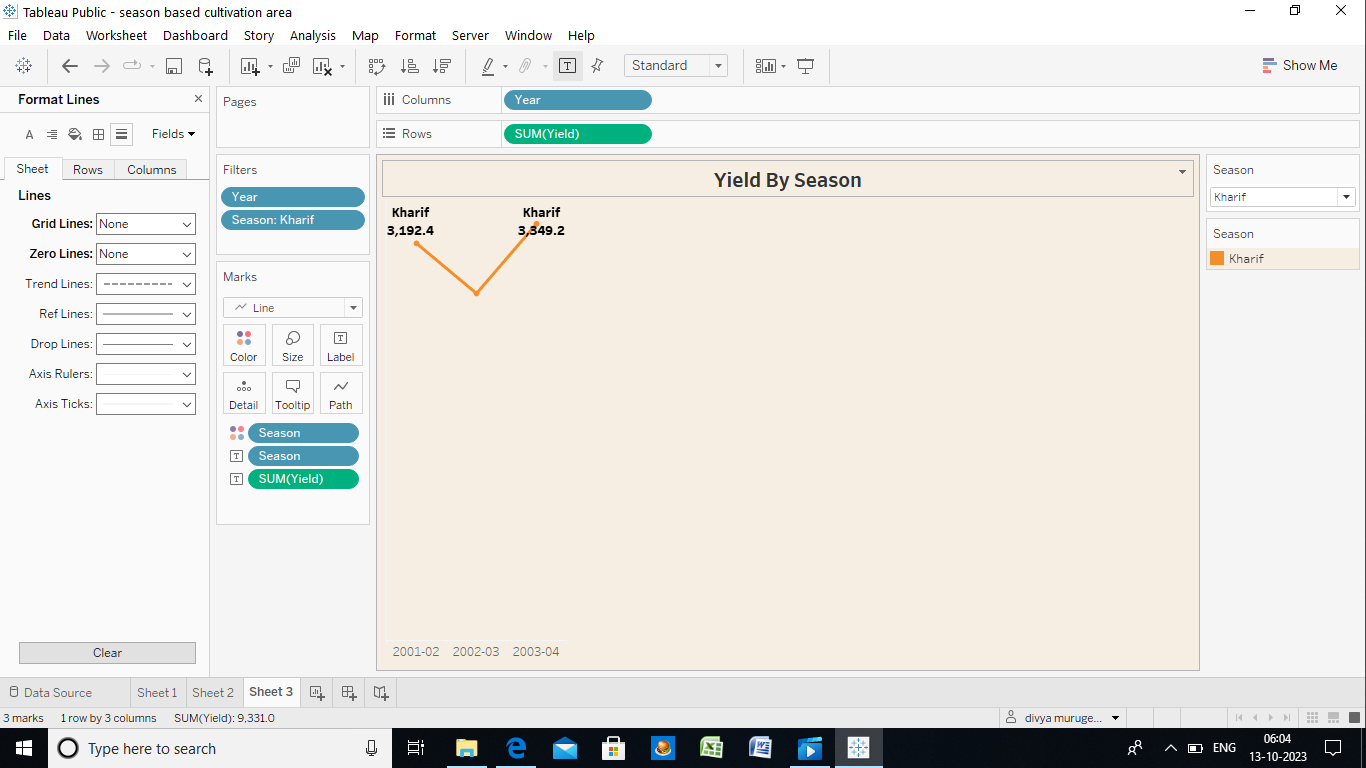 Tableau Public - season based cultivation area
File Data Worksheet Dashboard Story Analysis Map Format Server Window Help
Standard
Show Me
Format Lines
A
Fields
Sheet Rows Columns
Lines
Grid Lines: None
Zero Lines: None
Trend Lines:
Ref Lines:
Drop Lines:
Axis Rulers:
Axis Ticks:
Clear
Pages
Filters
Year
Season: Kharif
Marks
Line
Color Size Label
Detail Tooltip Path
Season
Season
SUM(Yield)
Columns Year
Rows SUM(Yield)
Yield By Season
Kharif Kharif
3,192.4 3,349.2
2001-02 2002-03 2003-04
Season
Kharif
Season
Kharif
Data Source Sheet 1 Sheet 2 Sheet 3
3 marks 1 row by 3 columns SUM(Yield): 9,331.0
divya muruge...
Type here to search
ENG
06:04
13-10-2023